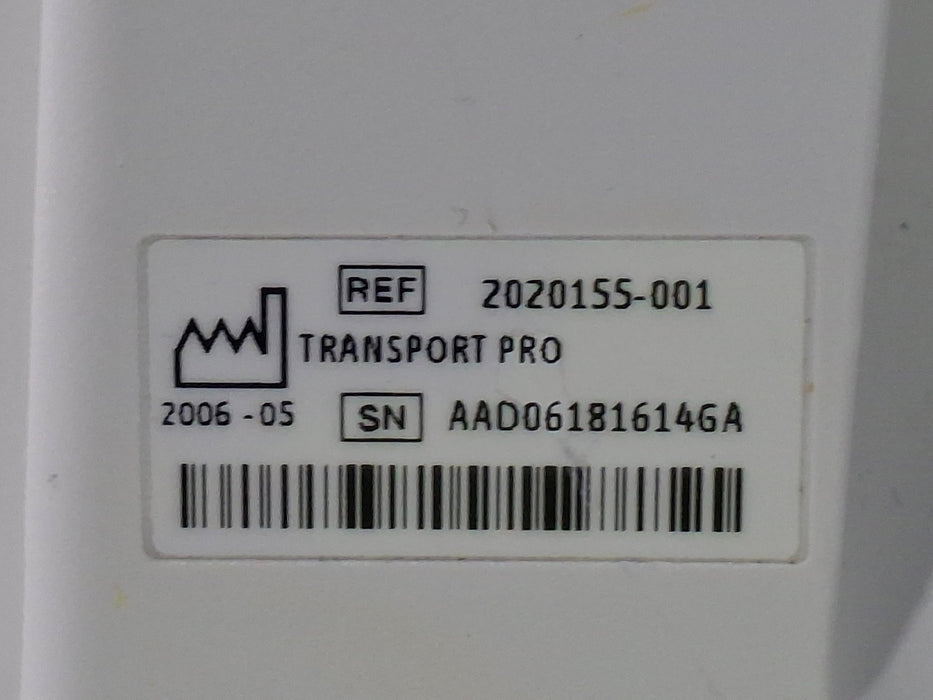 REF 2020155-001
TRANSPORT PRO
2006-05 SN AAD06181614GA